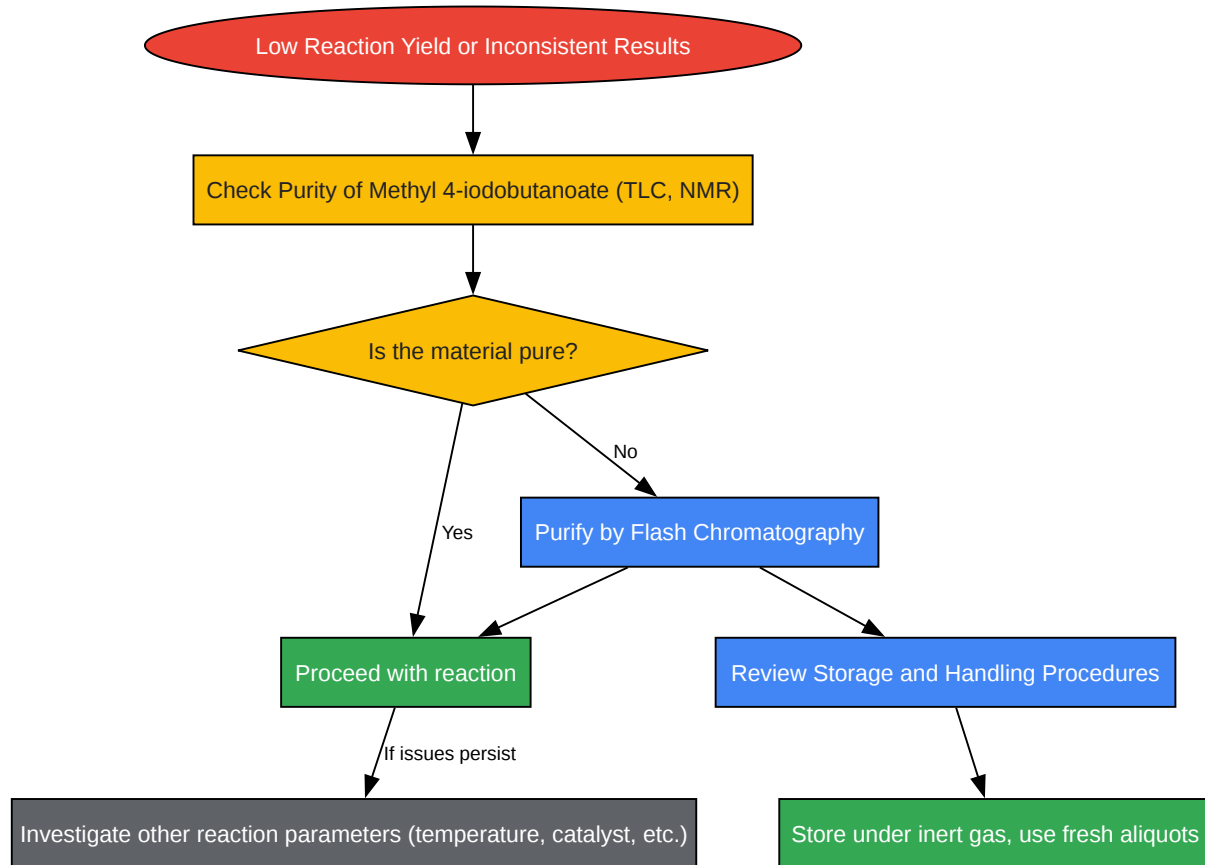 Low Reaction Yield or Inconsistent Results
Check Purity of Methyl 4-iodobutanoate (TLC, NMR)
Is the material pure?
No
Yes
Purify by Flash Chromatography
Proceed with reaction
Review Storage and Handling Procedures
If issues persist
Investigate other reaction parameters (temperature, catalyst, etc.)
Store under inert gas, use fresh aliquots